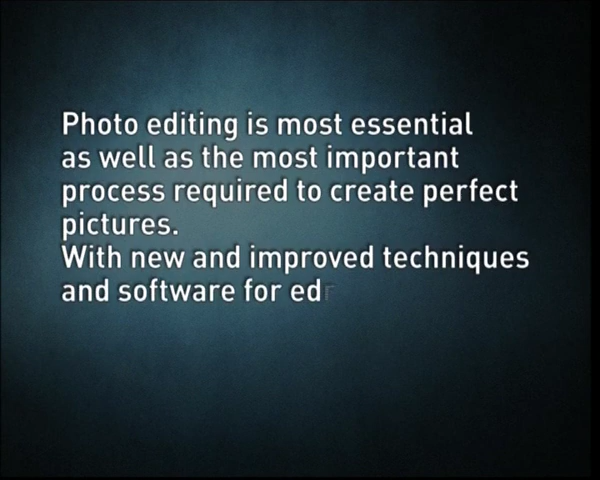 Photo editing is most essential
as well as the most important
process required to create perfect
pictures.
With new and improved techniques
and software for ed